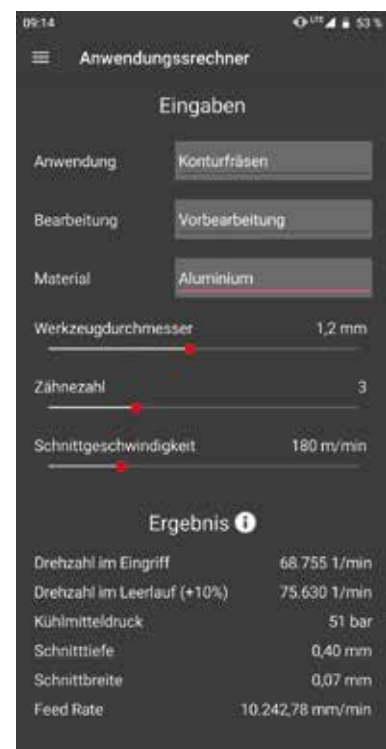 09:14 LTE 53 %
Anwendungssrechner
Eingaben
Anwendung Konturfräsen
Bearbeitung Vorbearbeitung
Material Aluminium
Werkzeugdurchmesser 1,2 mm
Zähnezahl 3
Schnittgeschwindigkeit 180 m/min
Ergebnis i
Drehzahl im Eingriff 68.755 1/min
Drehzahl im Leerlauf (+10%) 75.630 1/min
Kühlmitteldruck 51 bar
Schnitttiefe 0,40 mm
Schnittbreite 0,07 mm
Feed Rate 10.242,78 mm/min